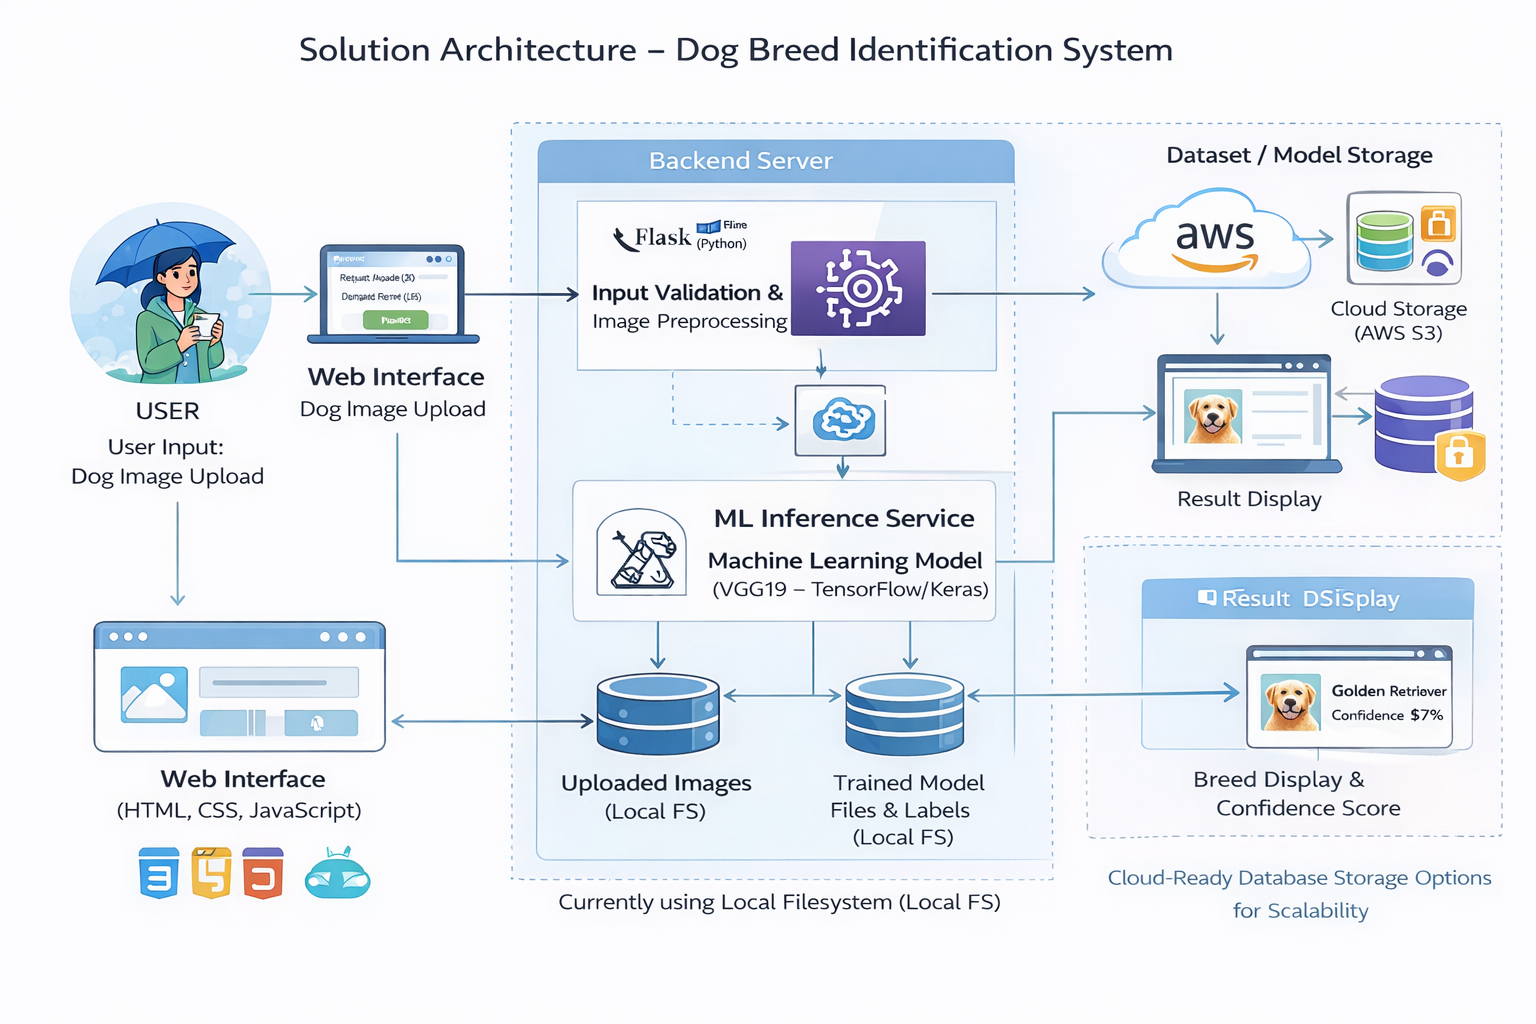 Solution Architecture – Dog Breed Identification System
Backend Server
Dataset / Model Storage
Flask
(Python)
aws
Input Validation &
Image Preprocessing
Cloud Storage
(AWS S3)
Web Interface
Dog Image Upload
USER
User Input:
Dog Image Upload
Result Display
ML Inference Service
Machine Learning Model
(VGG19 – TensorFlow/Keras)
Result DSisplay
Golden Retriever
Confidence $7%
Web Interface
(HTML, CSS, JavaScript)
3
Uploaded Images
(Local FS)
Trained Model
Files & Labels
(Local FS)
Breed Display &
Confidence Score
Currently using Local Filesystem (Local FS)
Cloud-Ready Database Storage Options
for Scalability